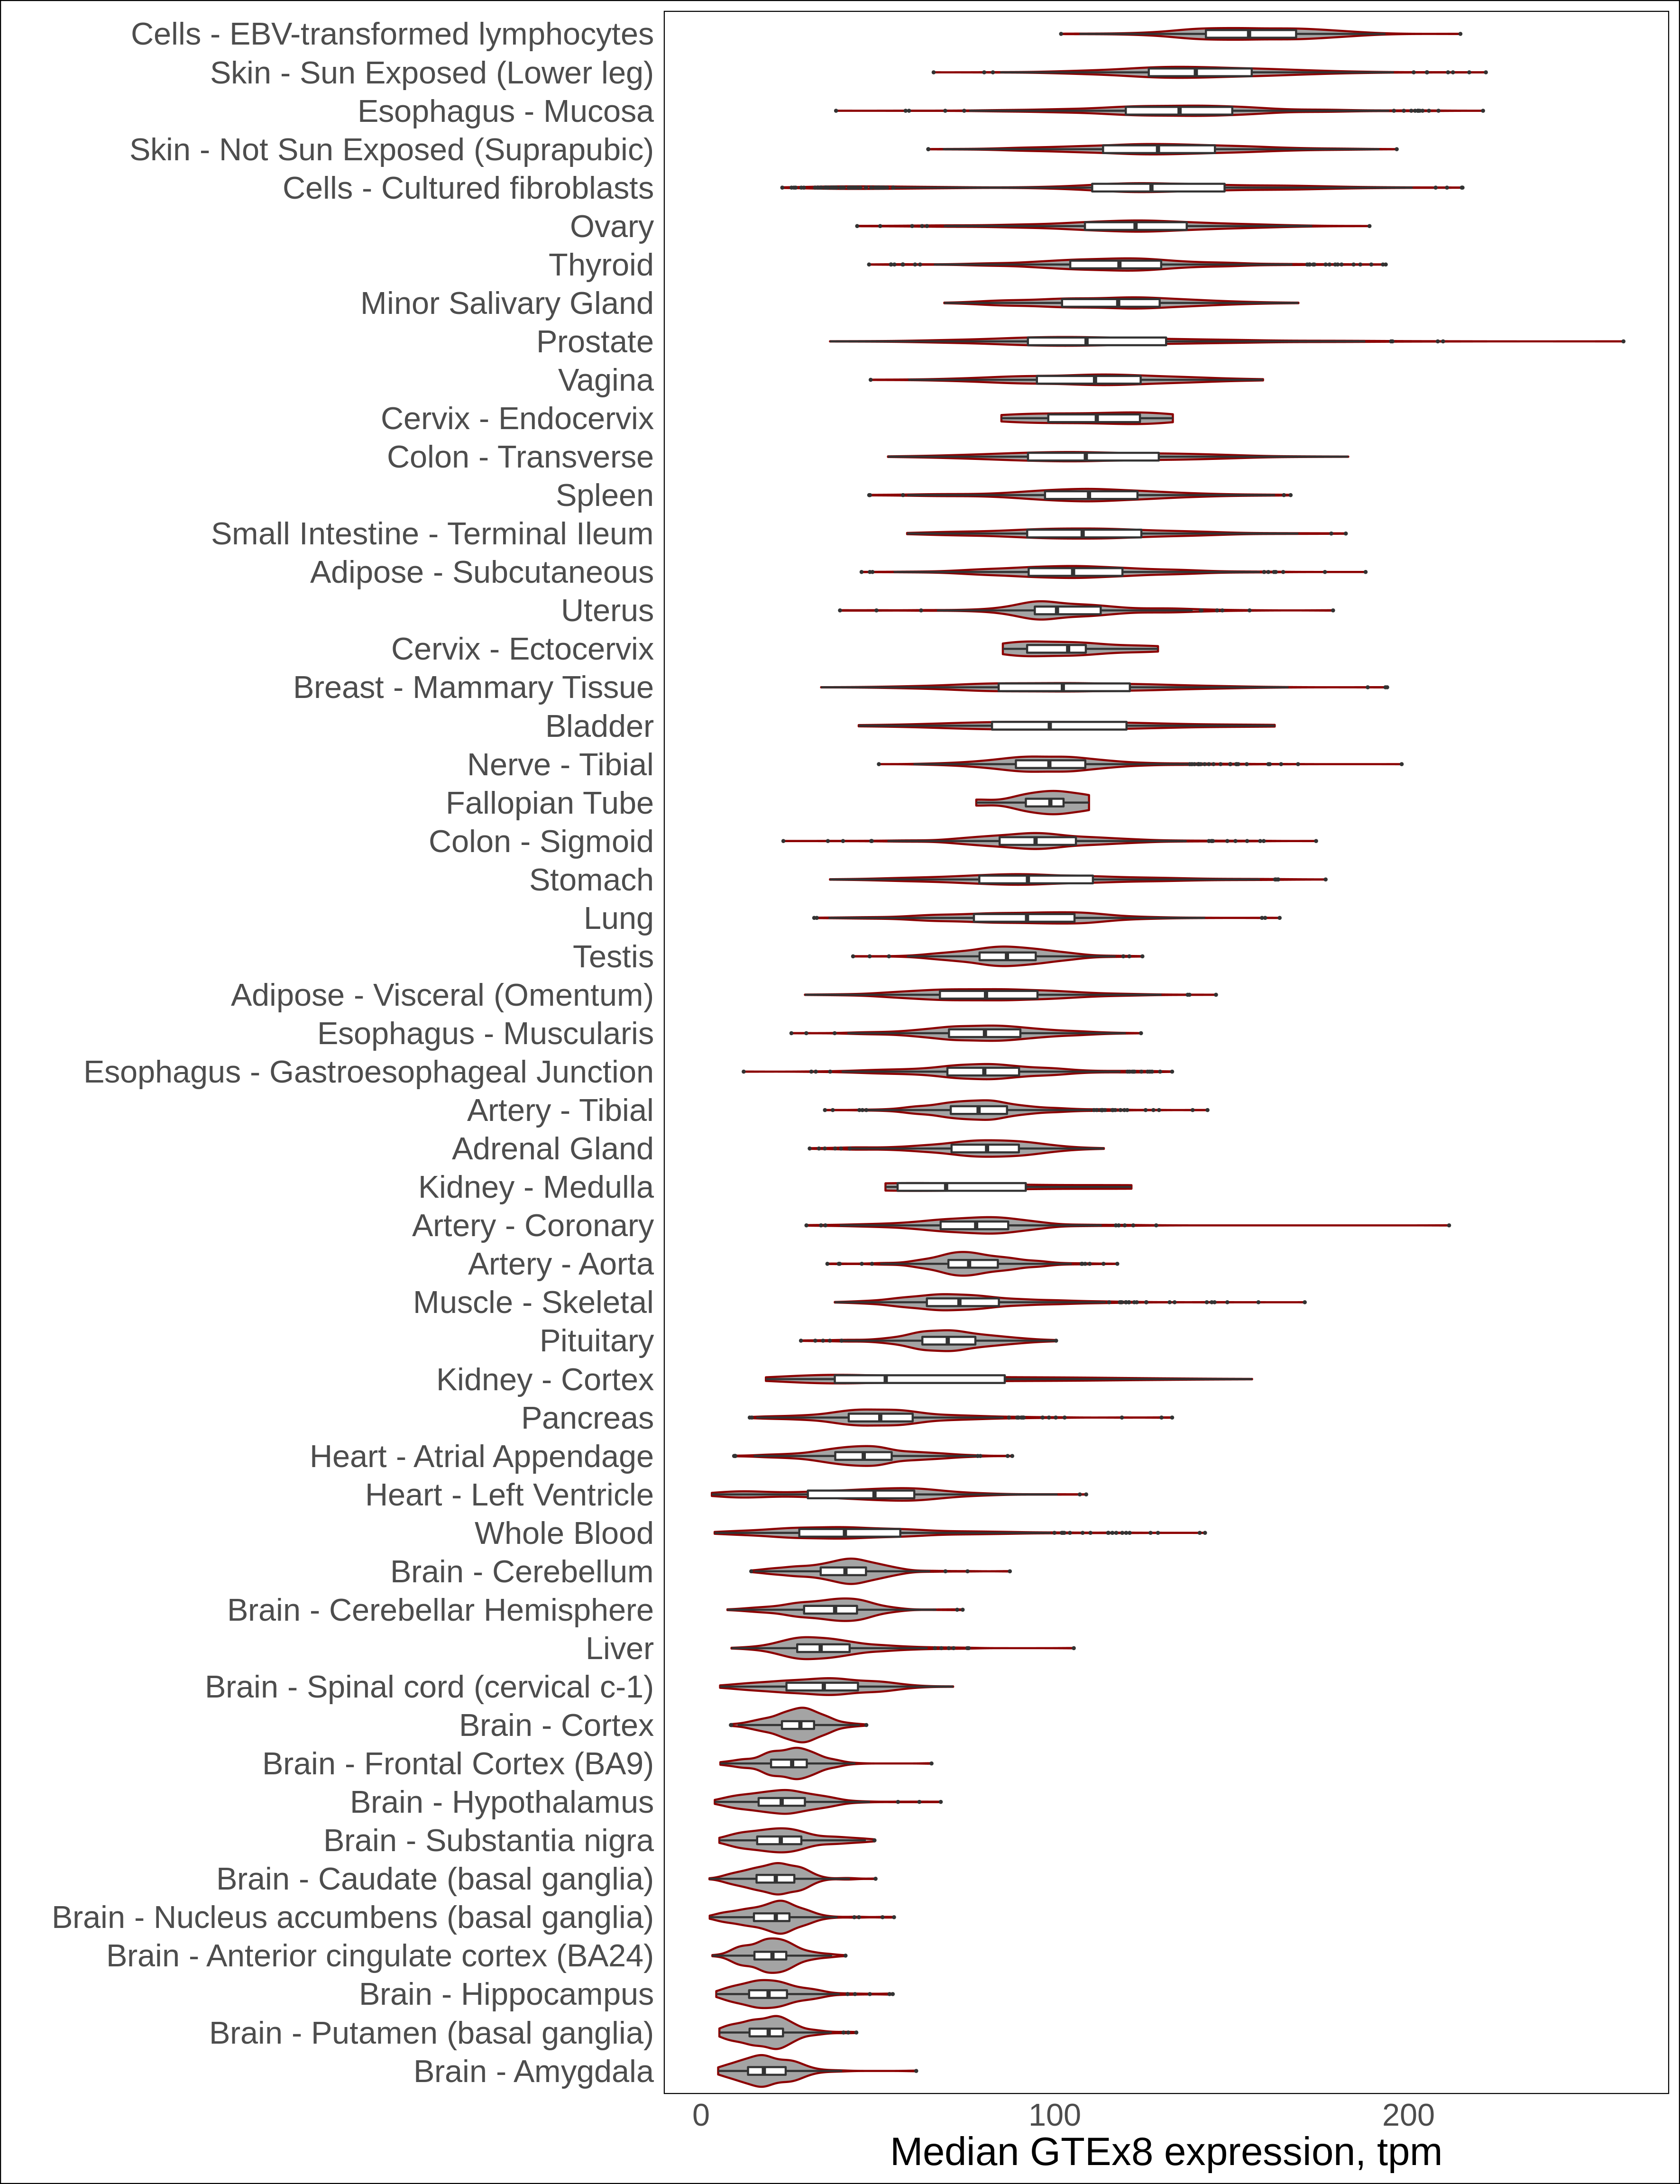 Cells - EBV-transformed lymphocytes
Skin - Sun Exposed (Lower leg)
Esophagus - Mucosa
Skin - Not Sun Exposed (Suprapubic)
Cells - Cultured fibroblasts
Ovary
Thyroid
Minor Salivary Gland
Prostate
Vagina
Cervix - Endocervix
Colon - Transverse
Spleen
Small Intestine - Terminal Ileum
Adipose - Subcutaneous
Uterus
Cervix - Ectocervix
Breast - Mammary Tissue
Bladder
Nerve - Tibial
Fallopian Tube
Colon - Sigmoid
Stomach
Lung
Testis
Adipose - Visceral (Omentum)
Esophagus - Muscularis
Esophagus - Gastroesophageal Junction
Artery - Tibial
Adrenal Gland
Kidney - Medulla
Artery - Coronary
Artery - Aorta
Muscle - Skeletal
Pituitary
Kidney - Cortex
Pancreas
Heart - Atrial Appendage
Heart - Left Ventricle
Whole Blood
Brain - Cerebellum
Brain - Cerebellar Hemisphere
Liver
Brain - Spinal cord (cervical c-1)
Brain - Cortex
Brain - Frontal Cortex (BA9)
Brain - Hypothalamus
Brain - Substantia nigra
Brain - Caudate (basal ganglia)
Brain - Nucleus accumbens (basal ganglia)
Brain - Anterior cingulate cortex (BA24)
Brain - Hippocampus
Brain - Putamen (basal ganglia)
Brain - Amygdala
0 100 200
Median GTEx8 expression, tpm